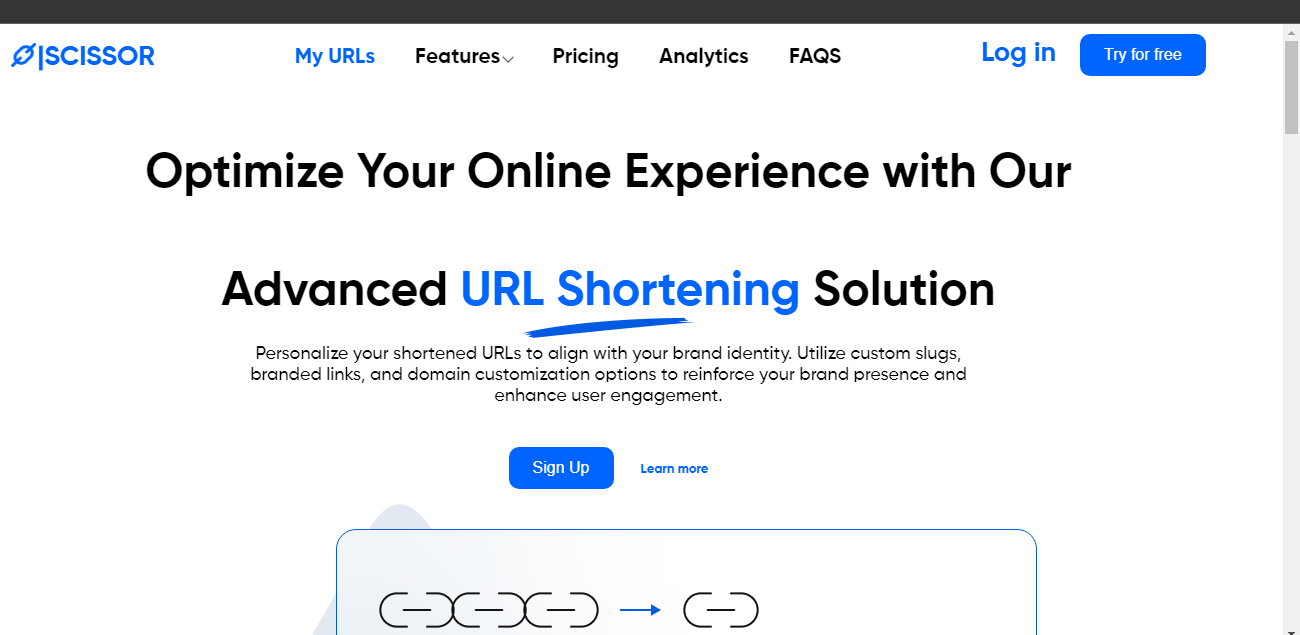 SCISSOR
My URLs
Features
Pricing
Analytics
FAQS
Log in
Try for free
Optimize Your Online Experience with Our
Advanced URL Shortening Solution
Personalize your shortened URLs to align with your brand identity. Utilize custom slugs,
branded links, and domain customization options to reinforce your brand presence and
enhance user engagement.
Sign Up
Learn more